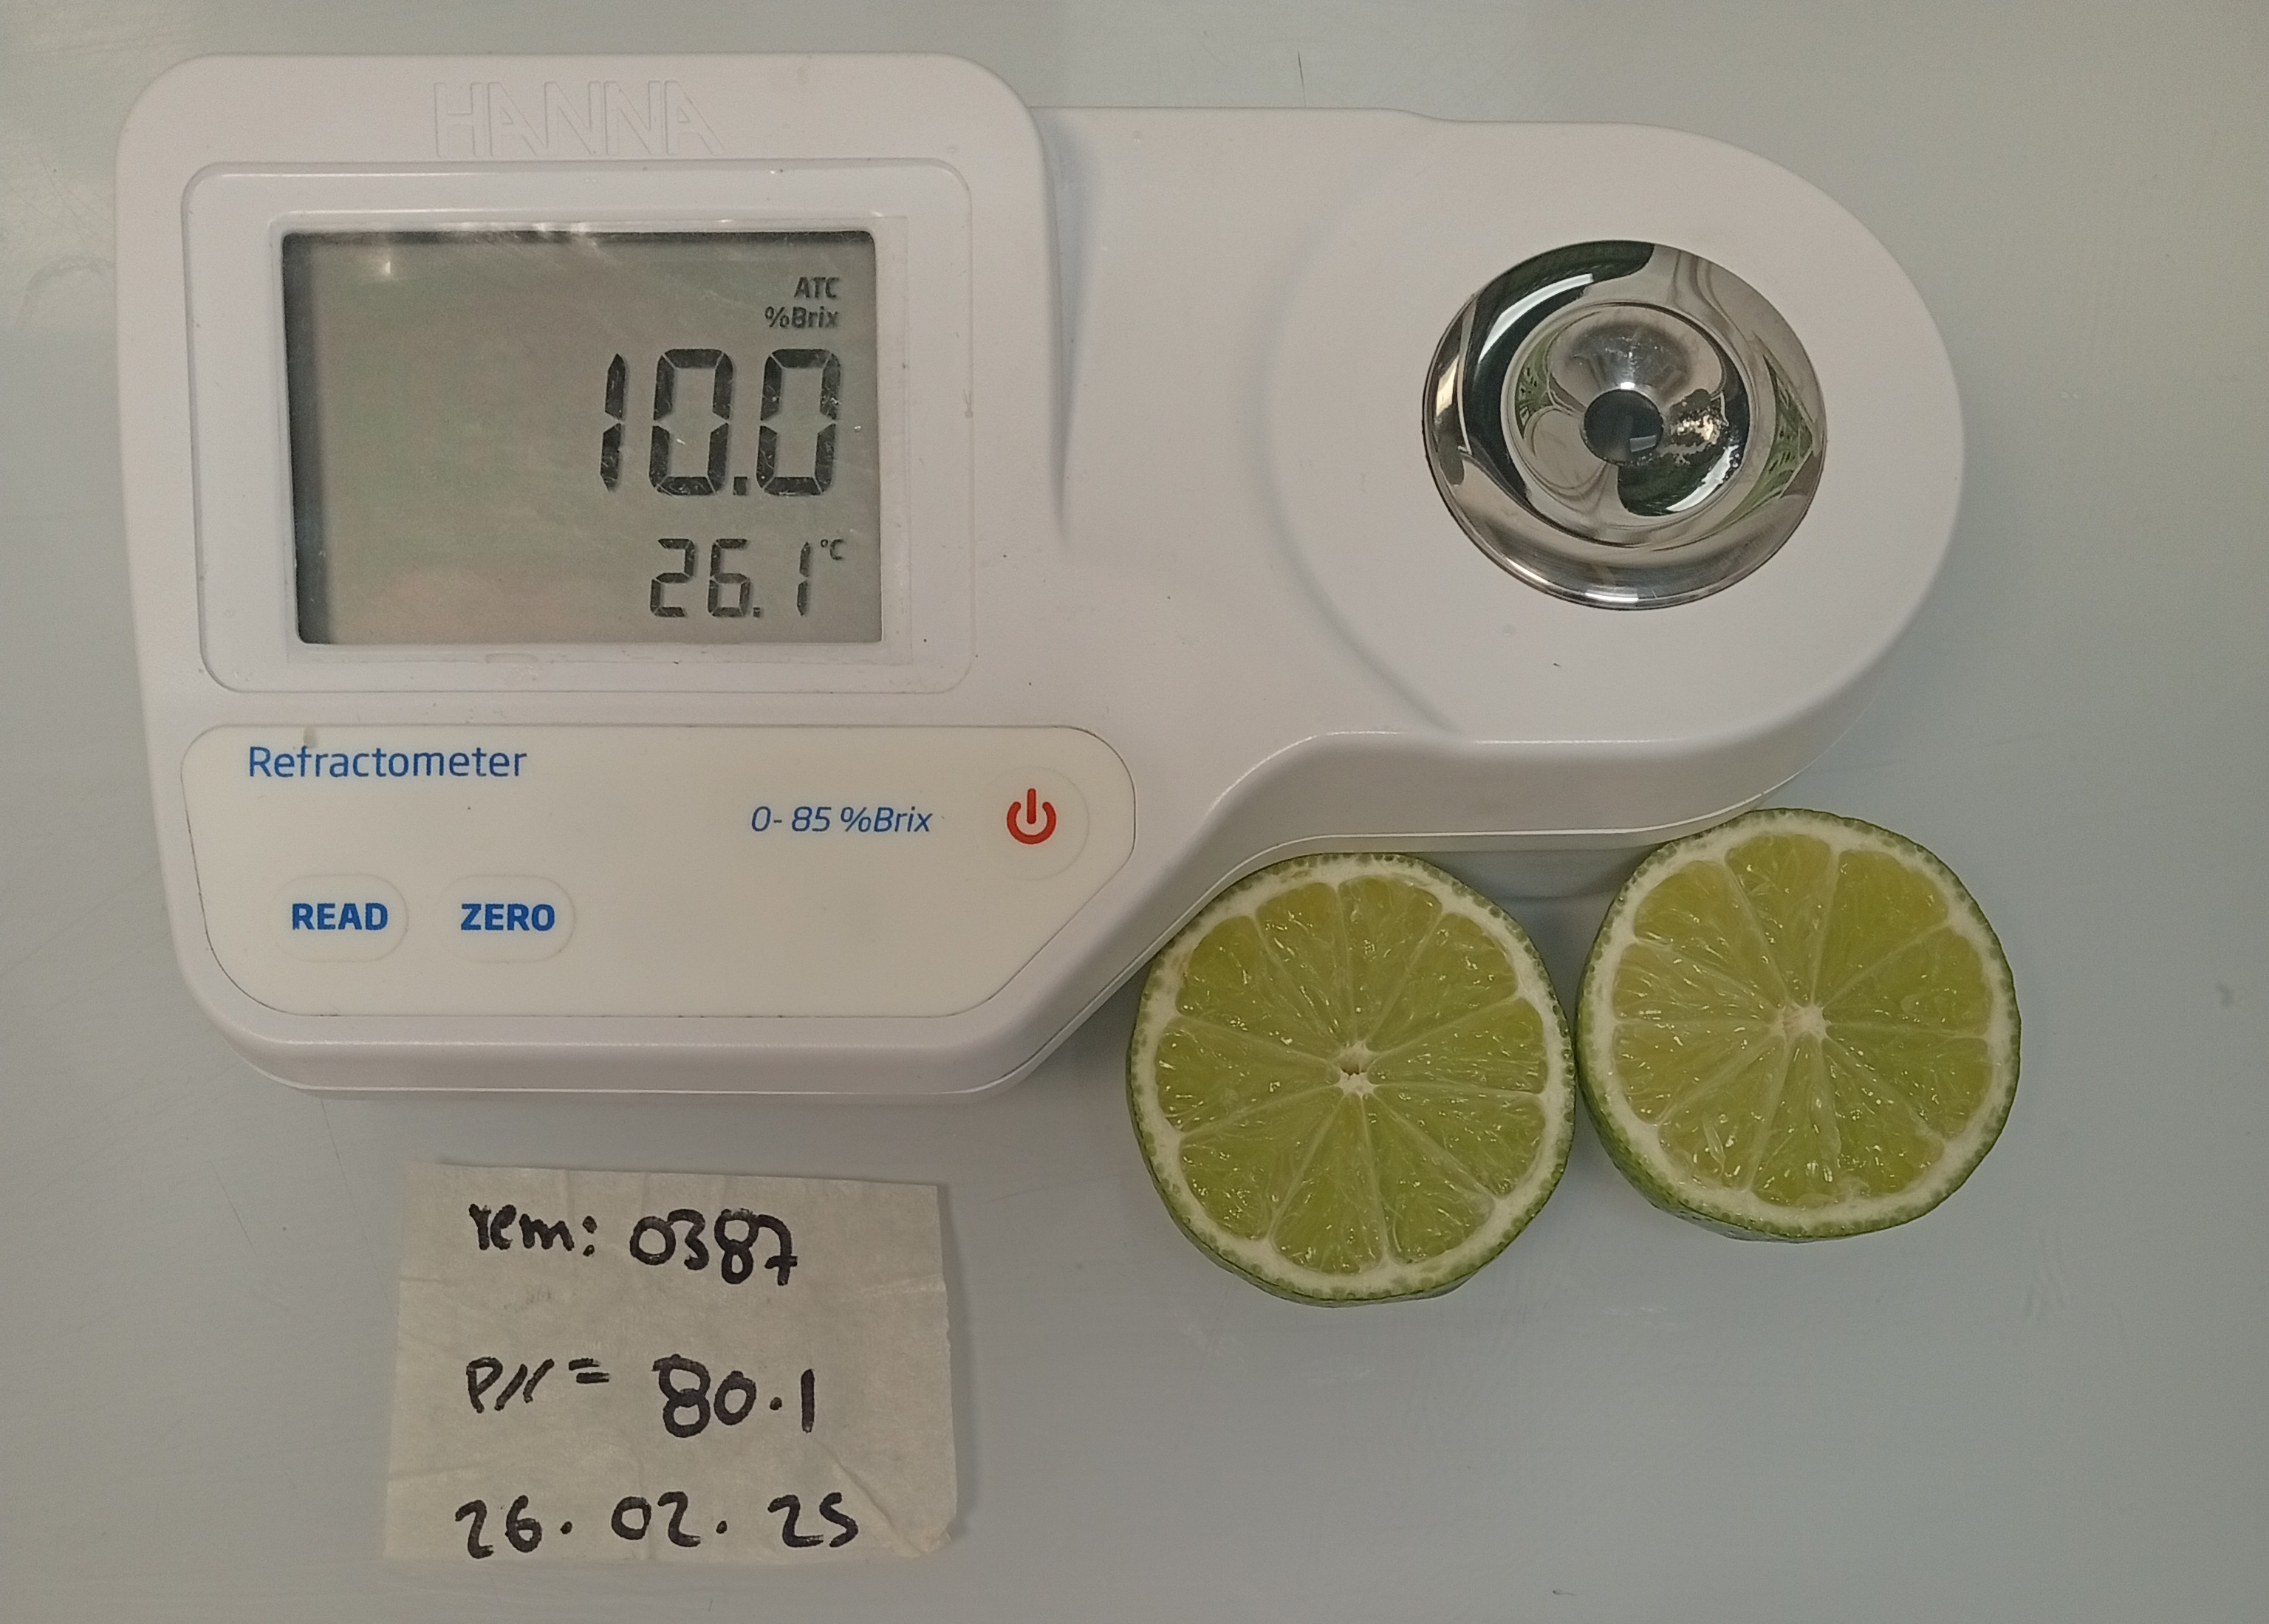 HANNA
ATC
%Brix
10.0
26.1 °C
Refractometer
0-85 %Brix
READ
ZERO
rem: 0387
80.1
26.02.25